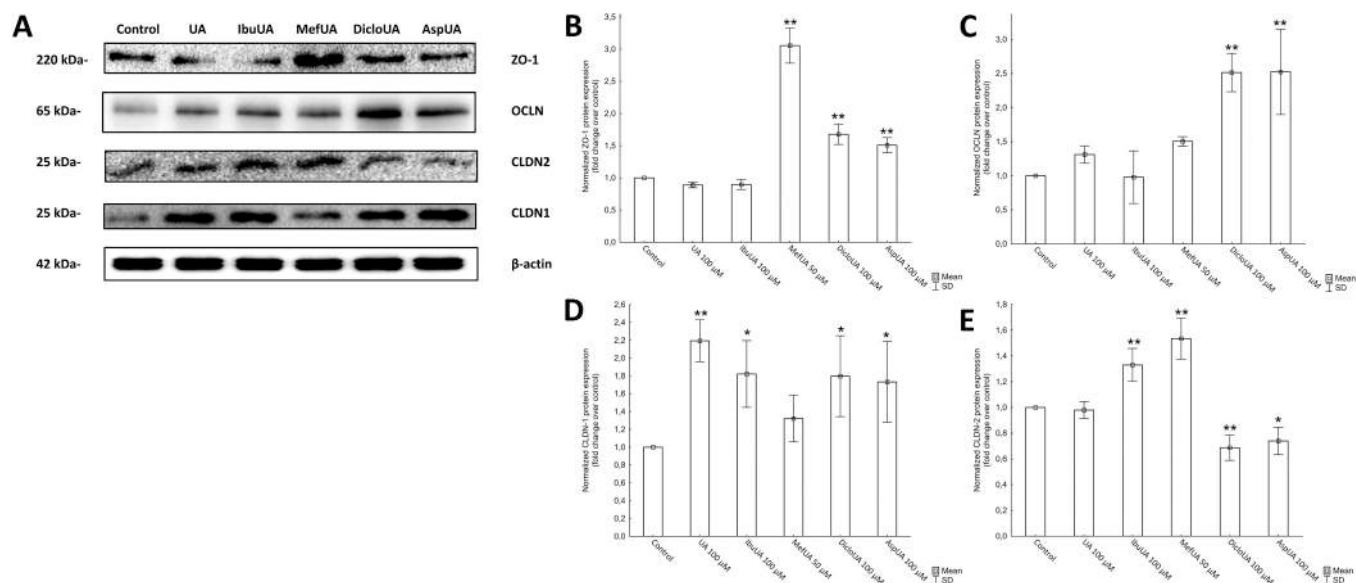 A
Control UA IbuUA MefUA DicloUA AspUA
220 kDa- ZO-1
65 kDa- OCLN
25 kDa- CLDN2
25 kDa- CLDN1
42 kDa- β-actin
B
Normalized ZO-1 protein expression
(fold change over control)
3,5
3,0
2,5
2,0
1,5
1,0
0,5
0,0
** ** **
Control UA 100 µM IbuUA 100 µM MefUA 50 µM DicloUA 100 µM AspUA 100 µM
Mean
SD
C
Normalized OCLN protein expression
(fold change over control)
3,5
3,0
2,5
2,0
1,5
1,0
0,5
0,0
** **
Control UA 100 µM IbuUA 100 µM MefUA 50 µM DicloUA 100 µM AspUA 100 µM
Mean
SD
D
Normalized CLDN-1 protein expression
(fold change over control)
2,6
2,4
2,2
2,0
1,8
1,6
1,4
1,2
1,0
0,8
0,6
0,4
0,2
0,0
** * * *
Control UA 100 µM IbuUA 100 µM MefUA 50 µM DicloUA 100 µM AspUA 100 µM
Mean
SD
E
Normalized CLDN-2 protein expression
(fold change over control)
1,8
1,6
1,4
1,2
1,0
0,8
0,6
0,4
0,2
0,0
** ** ** *
Control UA 100 µM IbuUA 100 µM MefUA 50 µM DicloUA 100 µM AspUA 100 µM
Mean
SD